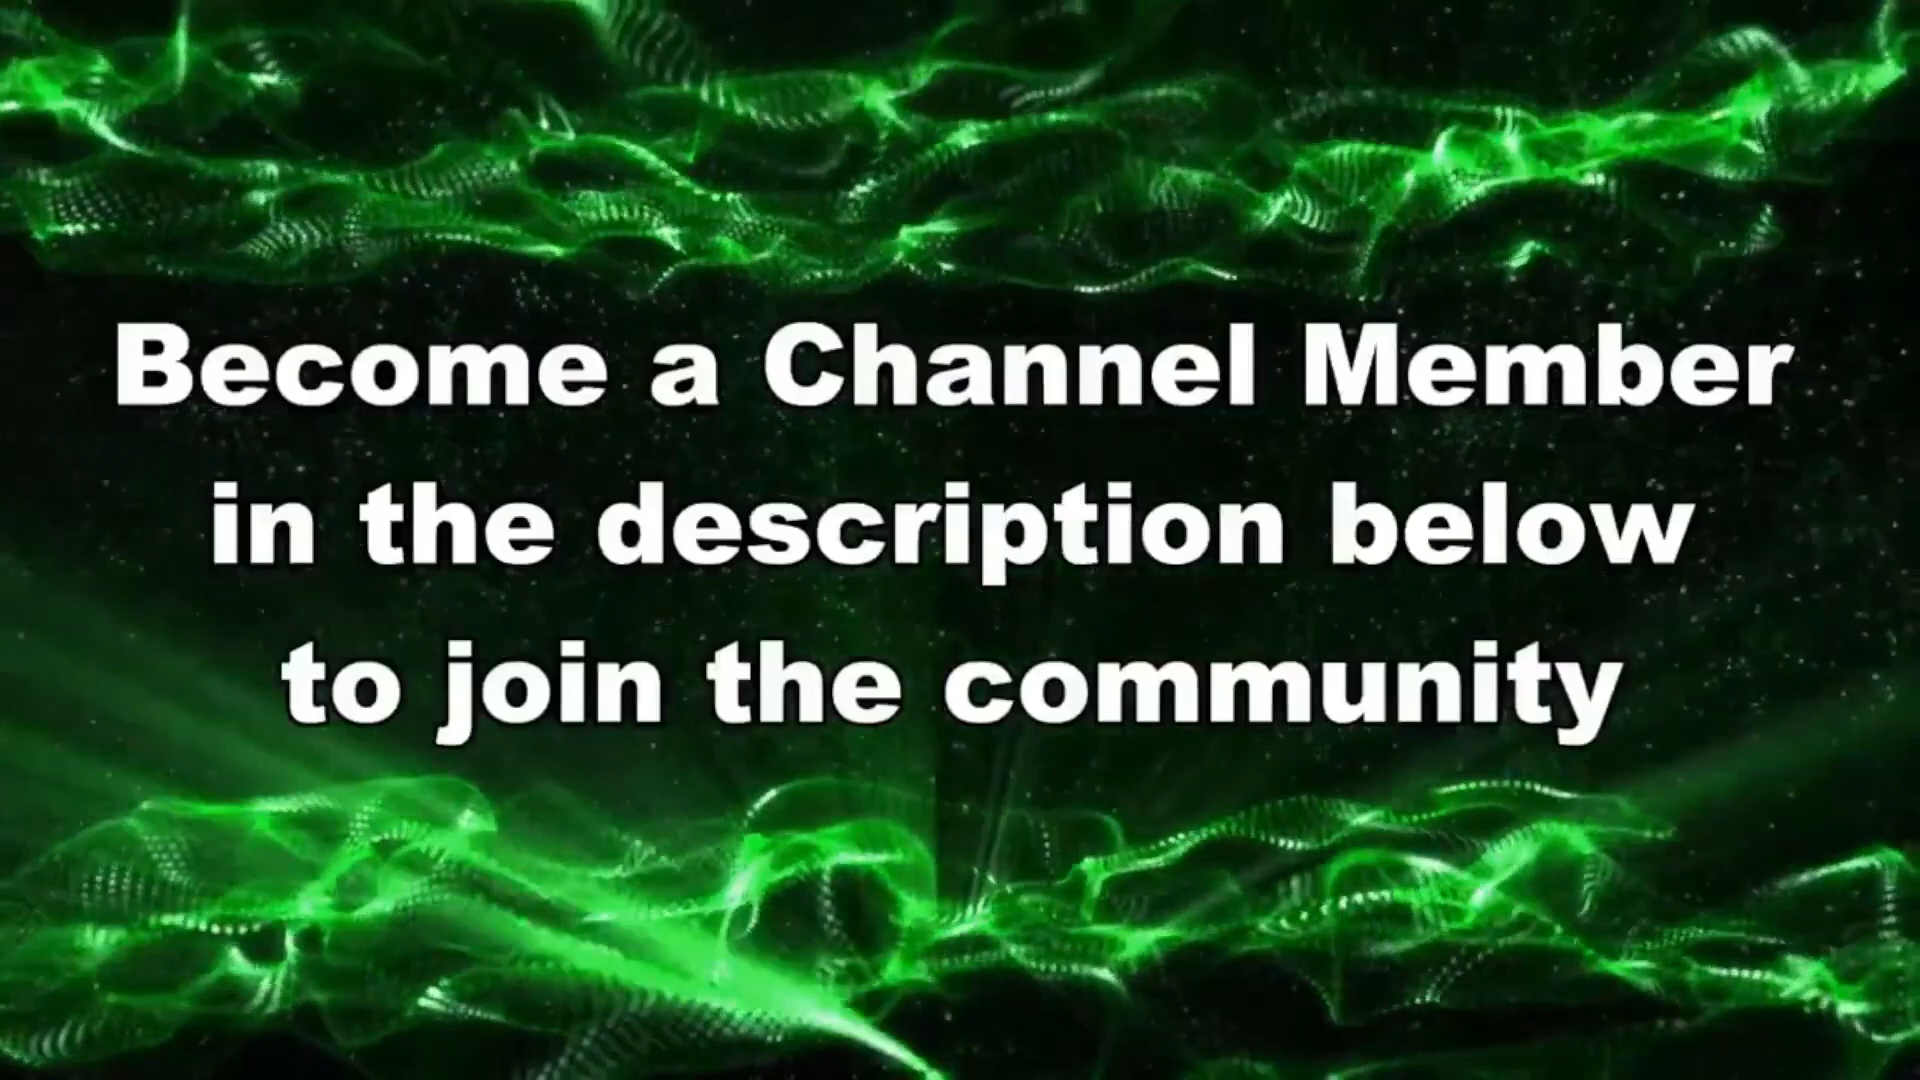 Become a Channel Member
in the description below
to join the community